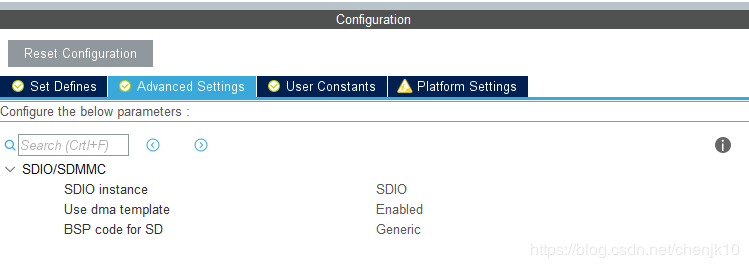 Configuration
Reset Configuration
Set Defines Advanced Settings User Constants Platform Settings
Configure the below parameters :
Search (Crtl+F)
SDIO/SDMMC
SDIO instance SDIO
Use dma template Enabled
BSP code for SD Generic
https://blog.csdn.net/chenjk10